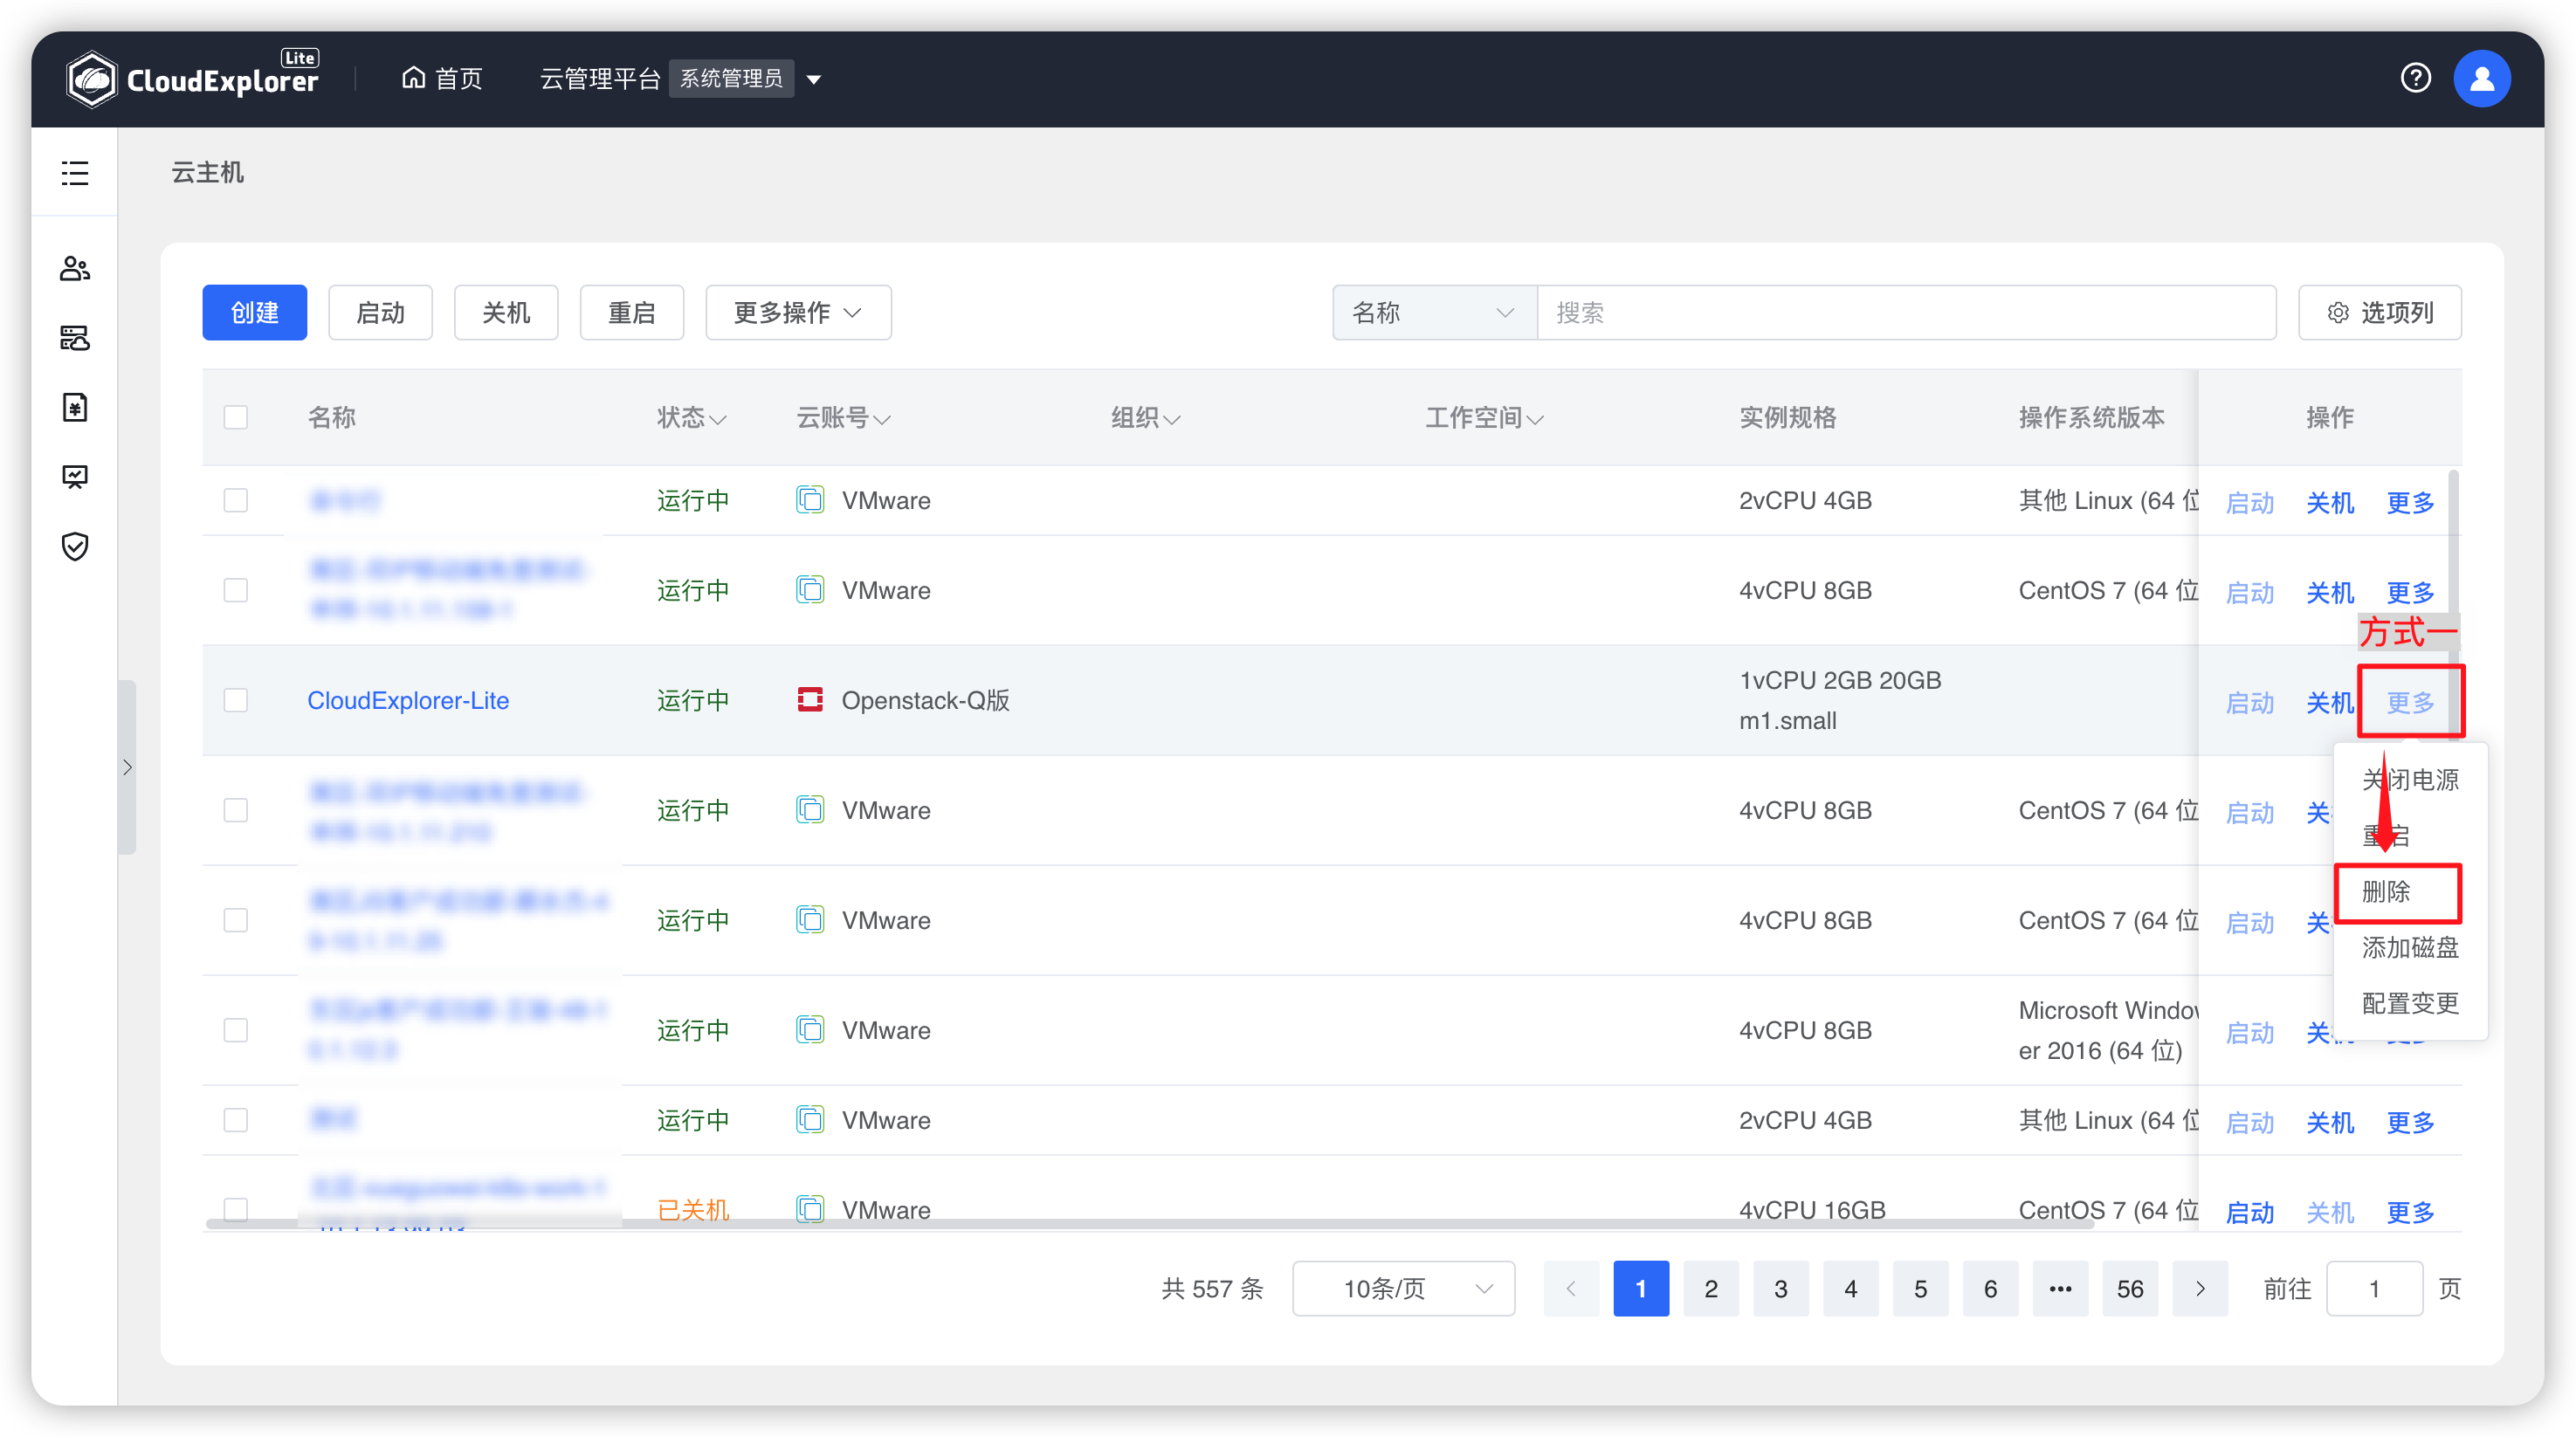 CloudExplorer Lite
首页
云管理平台 系统管理员
云主机
创建 启动 关机 重启 更多操作 名称 搜索 选项列
名称 状态 云账号 组织 工作空间 实例规格 操作系统版本 操作
运行中 VMware 2vCPU 4GB 其他 Linux (64 位 启动 关机 更多
运行中 VMware 4vCPU 8GB CentOS 7 (64 位 启动 关机 更多
方式一
CloudExplorer-Lite 运行中 Openstack-Q版 1vCPU 2GB 20GB
m1.small 启动 关机 更多
关闭电源
重启
删除
添加磁盘
配置变更
运行中 VMware 4vCPU 8GB CentOS 7 (64 位 启动
运行中 VMware 4vCPU 8GB CentOS 7 (64 位 启动
运行中 VMware 4vCPU 8GB Microsoft Window
er 2016 (64 位) 启动
运行中 VMware 2vCPU 4GB 其他 Linux (64 位 启动 关机 更多
已关机 VMware 4vCPU 16GB CentOS 7 (64 位 启动 关机 更多
共 557 条 10条/页 1 2 3 4 5 6 ••• 56 前往 1 页